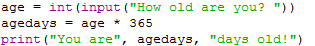 age = int(input("How old are you? "))
agedays = age * 365
print("You are", agedays, "days old!")